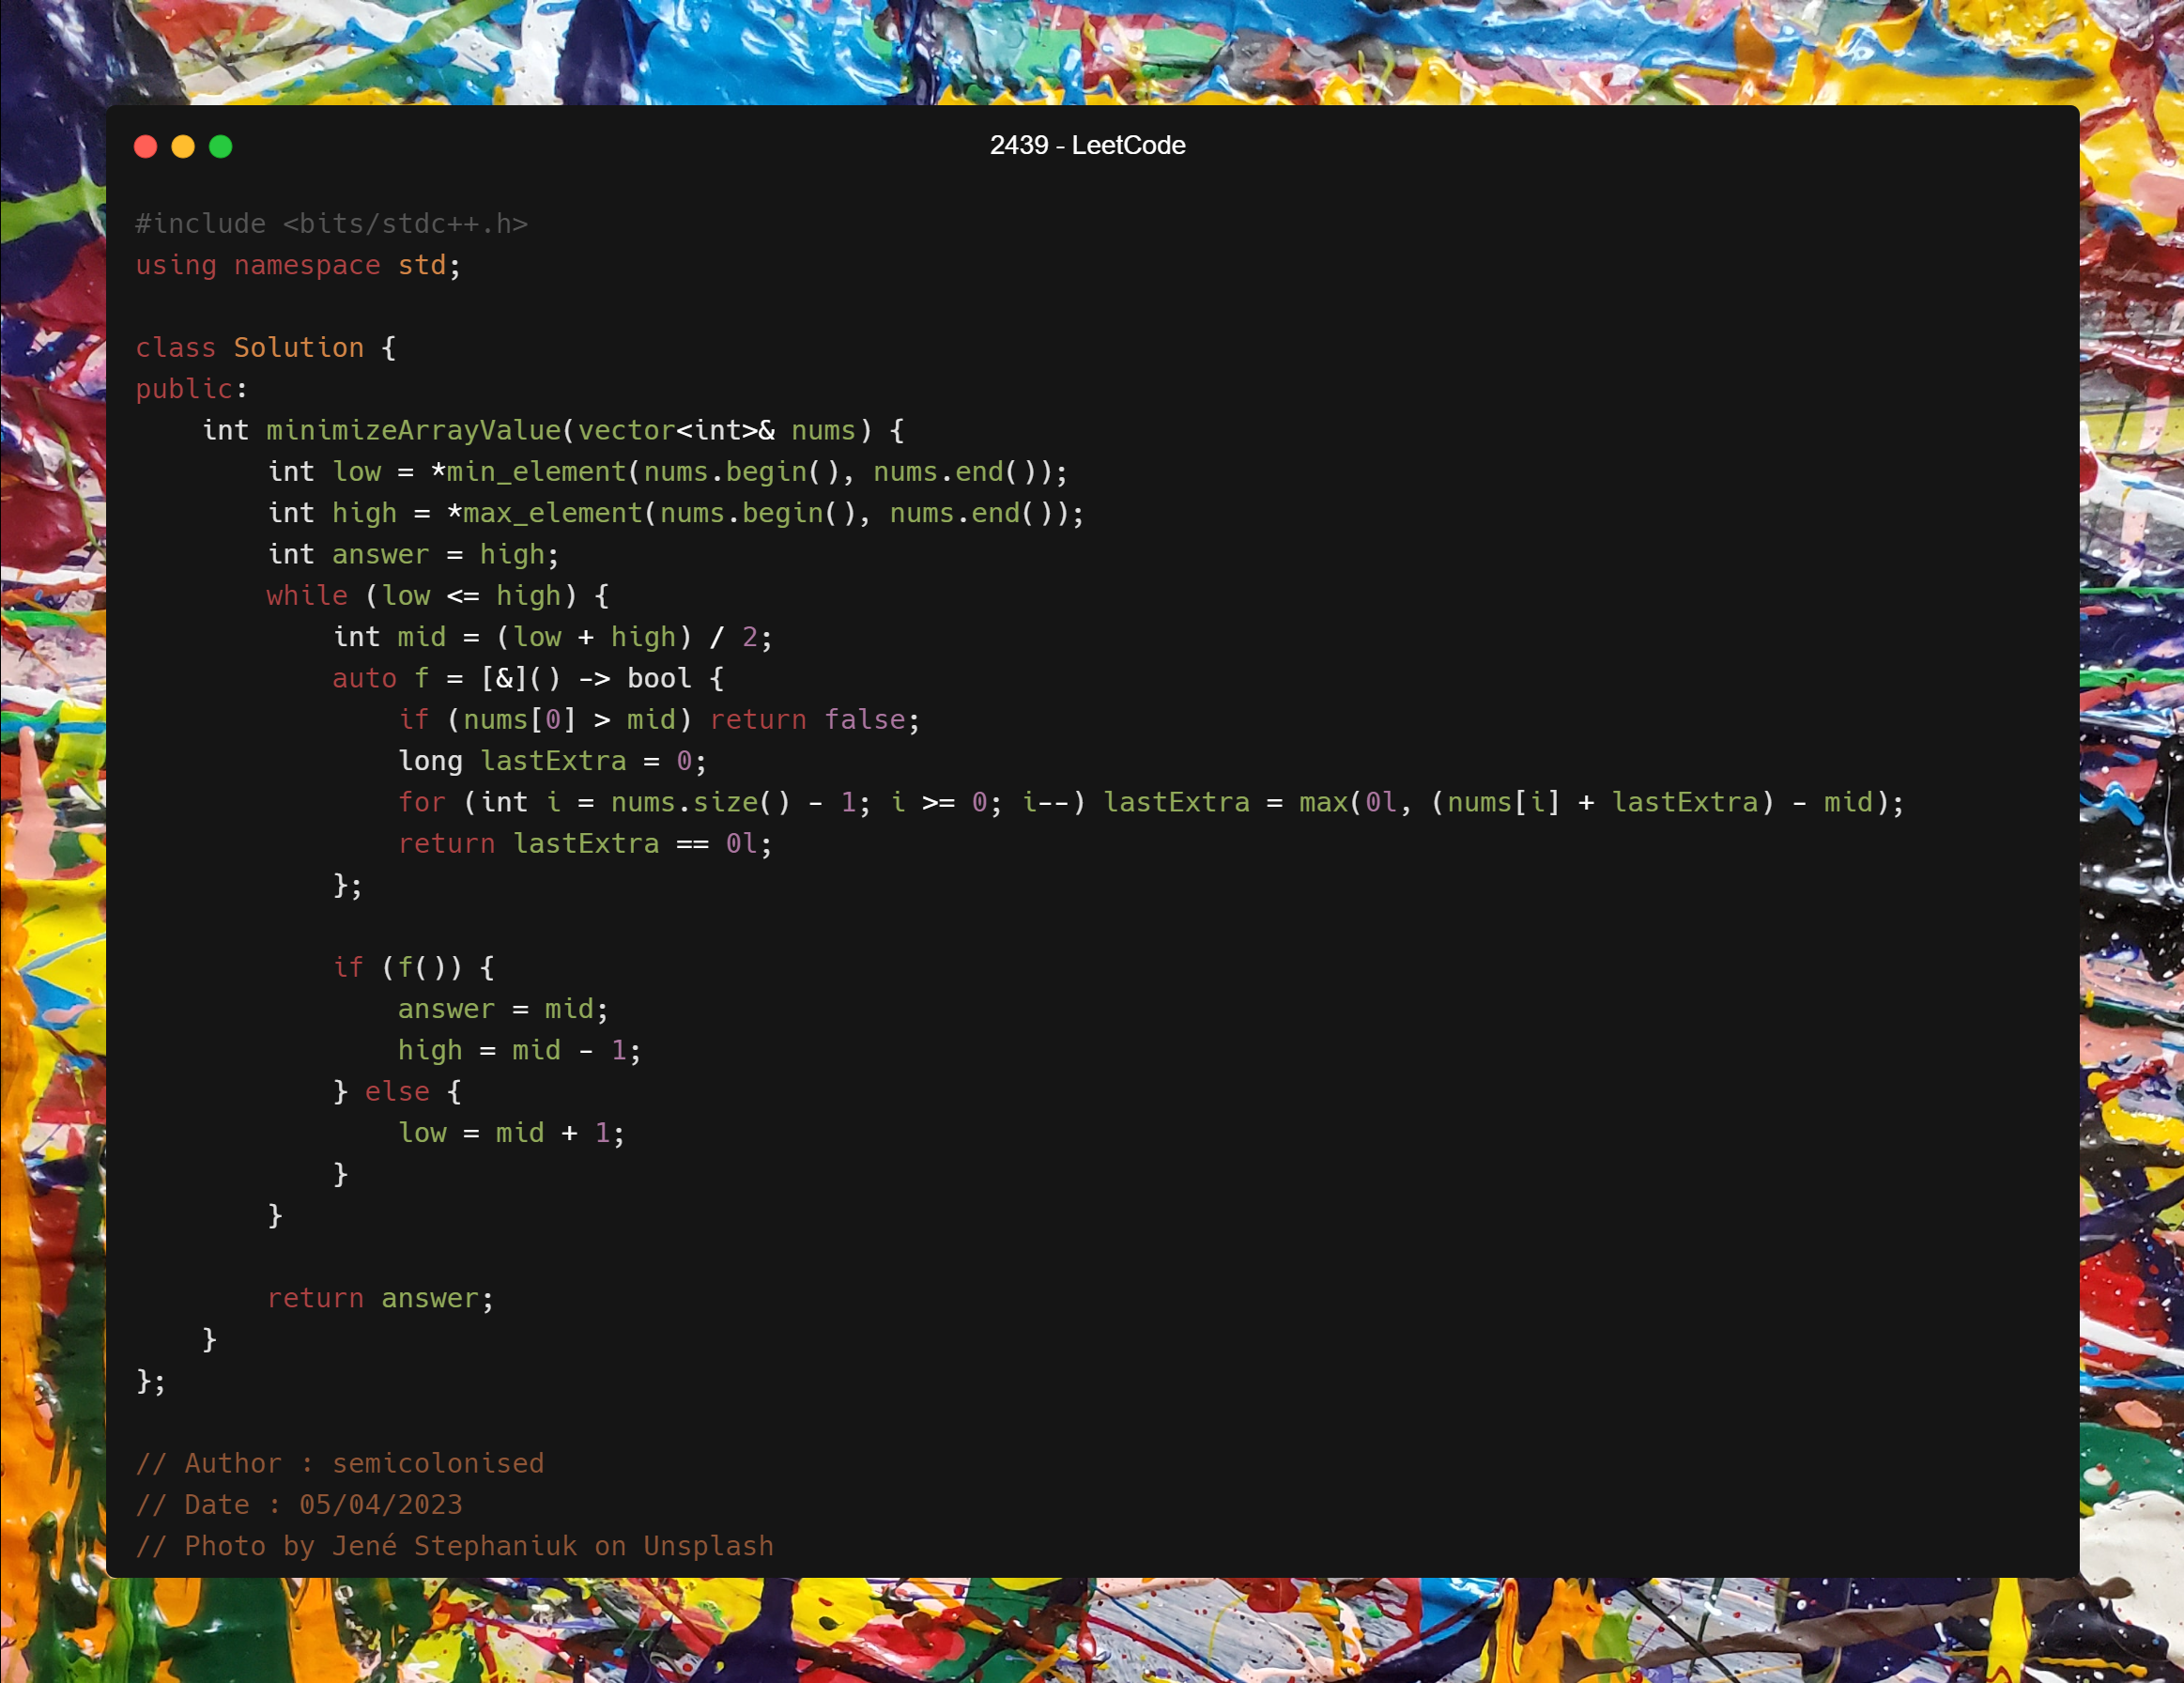 2439 - LeetCode
#include <bits/stdc++.h>
using namespace std;
class Solution {
public:
    int minimizeArrayValue(vector<int>& nums) {
        int low = *min_element(nums.begin(), nums.end());
        int high = *max_element(nums.begin(), nums.end());
        int answer = high;
        while (low <= high) {
            int mid = (low + high) / 2;
            auto f = [&]() -> bool {
                if (nums[0] > mid) return false;
                long lastExtra = 0;
                for (int i = nums.size() - 1; i >= 0; i--) lastExtra = max(0l, (nums[i] + lastExtra) - mid);
                return lastExtra == 0l;
            };
            if (f()) {
                answer = mid;
                high = mid - 1;
            } else {
                low = mid + 1;
            }
        }
        return answer;
    }
};
// Author : semicolonised
// Date : 05/04/2023
// Photo by Jené Stephaniuk on Unsplash